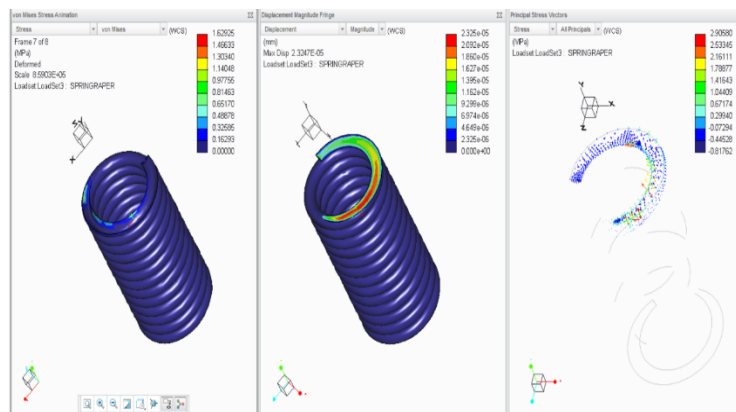 von Mises Stress Animation
Stress von Mises (WCS)
Frame 7 of 8
(MPa)
Deformed
Scale 8.5903E+05
Loadset:LoadSet3 : SPRINGRAPER
1.62925
1.46633
1.30340
1.14048
0.97755
0.81463
0.65170
0.48878
0.32585
0.16293
0.00000
X
Displacement Magnitude Fringe
Displacement Magnitude (WCS)
(mm)
Max Disp 2.3247E-05
Loadset:LoadSet3 : SPRINGRAPER
2.325e-05
2.092e-05
1.860e-05
1.627e-05
1.395e-05
1.162e-05
9.299e-06
6.974e-06
4.649e-06
2.325e-06
0.000e+00
Principal Stress Vectors
Stress All Principals (WCS)
(MPa)
Loadset:LoadSet3 : SPRINGRAPER
2.90580
2.53345
2.16111
1.78877
1.41643
1.04409
0.67174
0.29940
-0.07294
-0.44528
-0.81762
Y
X
Z